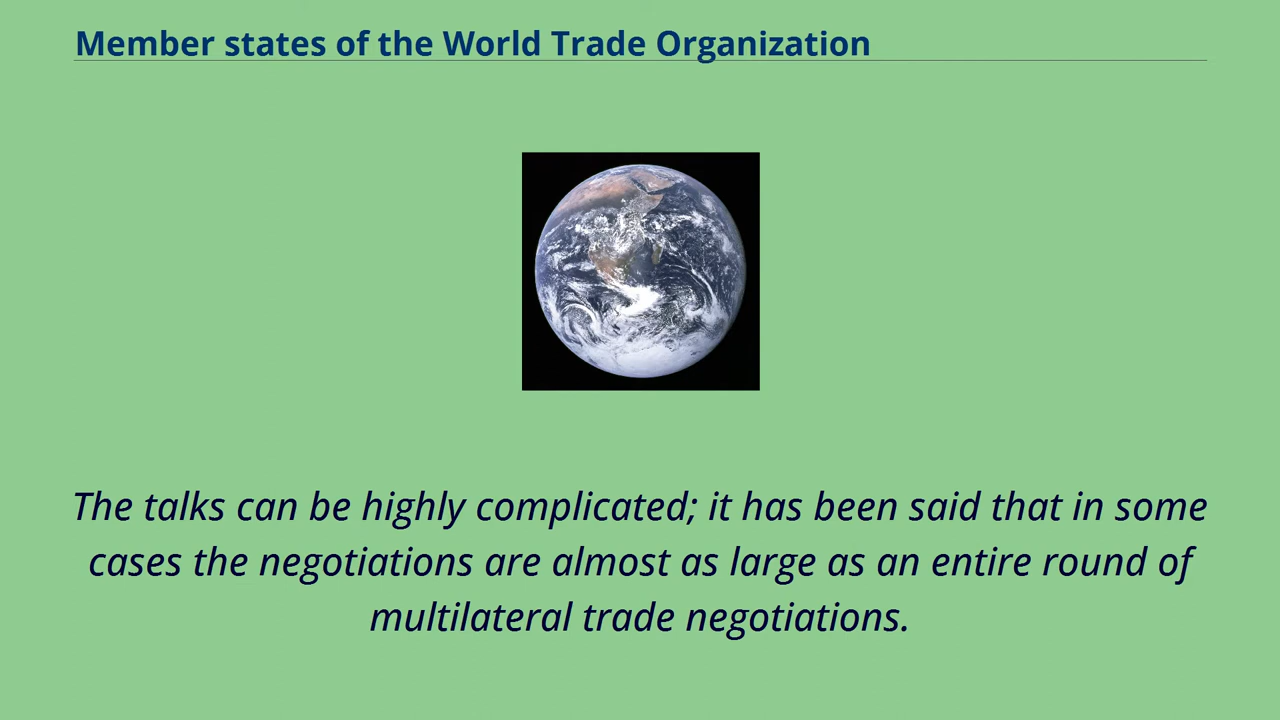 Member states of the World Trade Organization
The talks can be highly complicated; it has been said that in some
cases the negotiations are almost as large as an entire round of
multilateral trade negotiations.